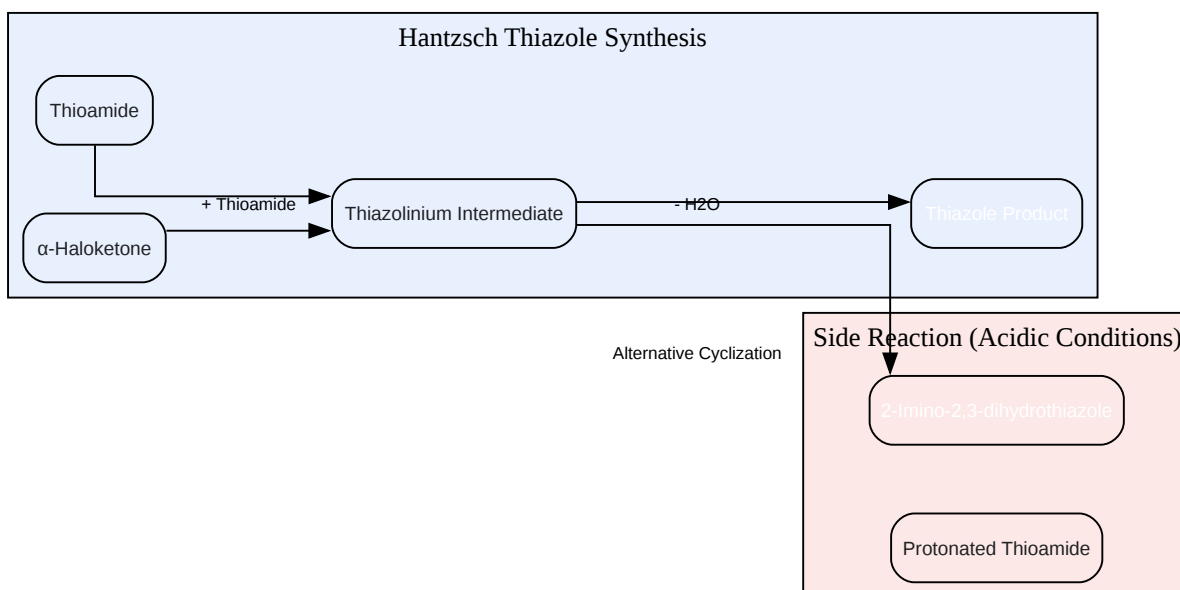 Hantzsch Thiazole Synthesis
Thioamide
+ Thioamide
α-Haloketone
Thiazolinium Intermediate
- H2O
Thiazole Product
Alternative Cyclization
Side Reaction (Acidic Conditions)
2-Imino-2,3-dihydrothiazole
Protonated Thioamide